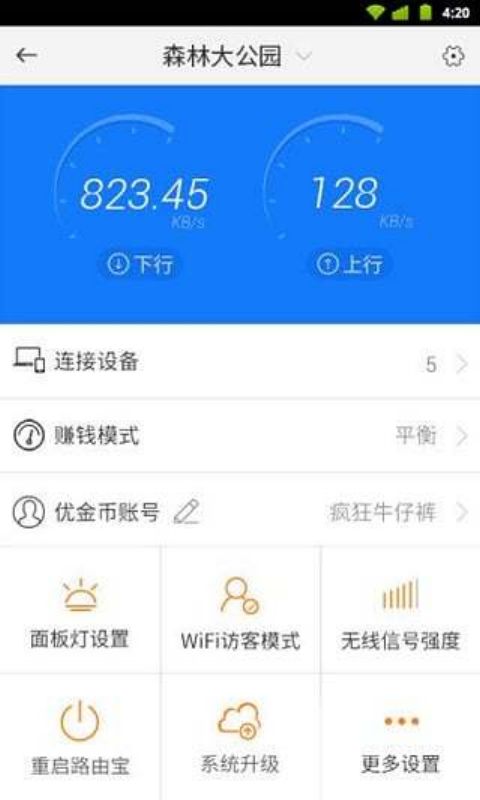 4:20
森林大公园
823.45
128
KB/s
KB/s
下行
上行
连接设备
5
赚钱模式
平衡
优金币账号
疯狂牛仔裤
面板灯设置
WiFi访客模式
无线信号强度
重启路由宝
系统升级
更多设置